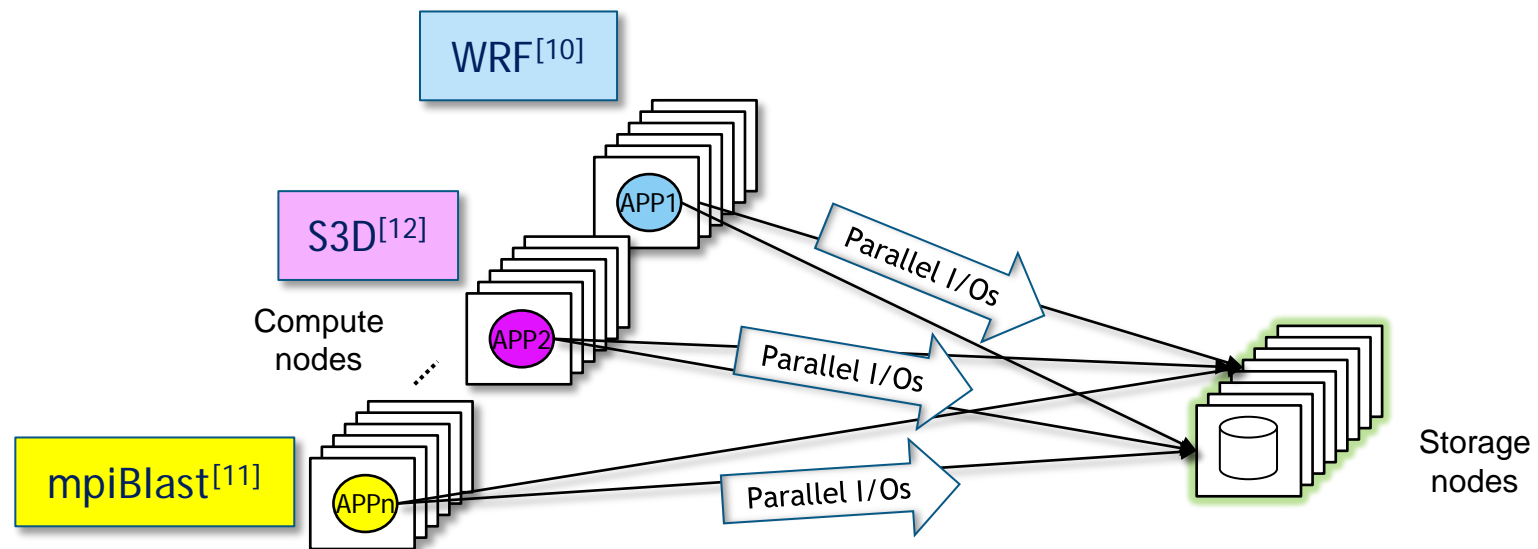 WRF[10]
APP1
S3D[12]
Parallel I/Os
Compute
nodes
APP2
Parallel I/Os
mpiBlast[11]
APPn
Parallel I/Os
Storage
nodes